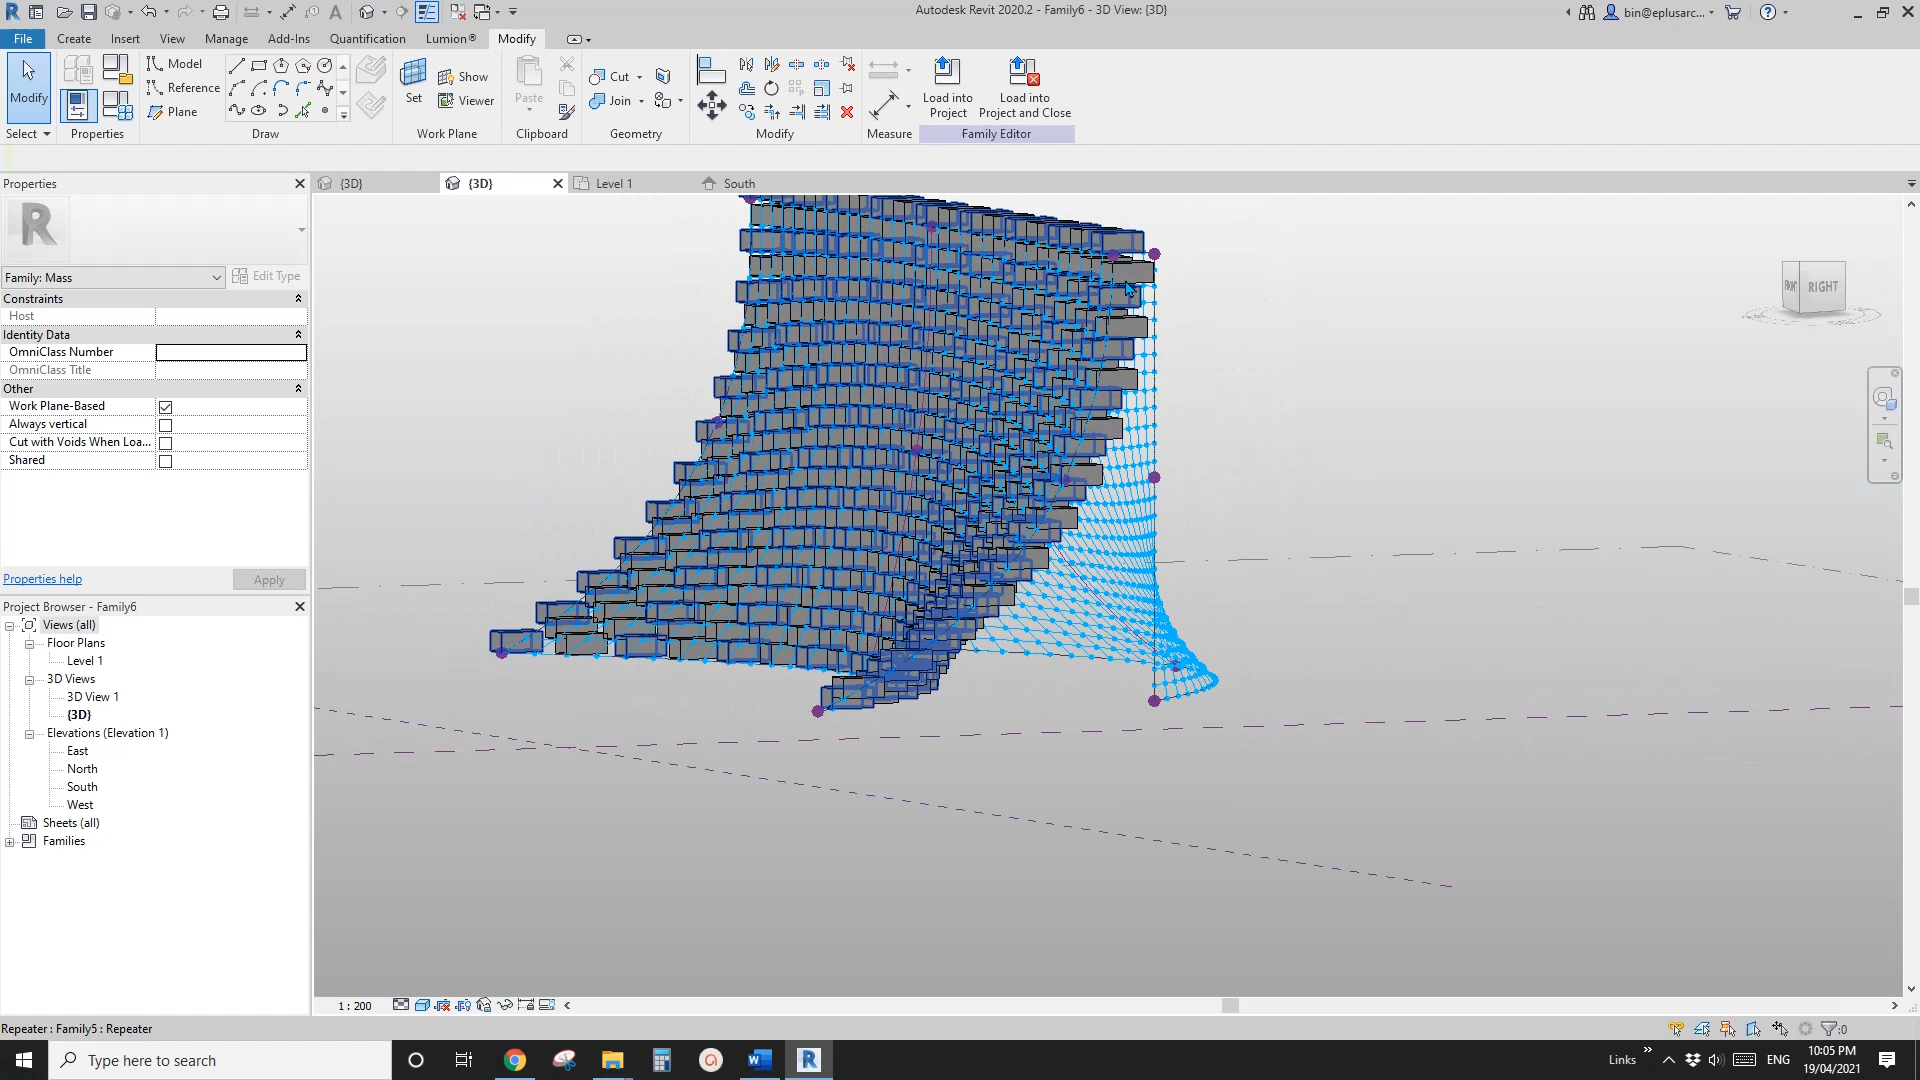 Autodesk Revit 2020.2 - Family6 - 3D View: {3D}
bin@eplusarc...
File Create Insert View Manage Add-Ins Quantification Lumion® Modify
Modify
Select
Properties
Model
Reference
Plane
Draw
Set
Show
Viewer
Work Plane
Paste
Clipboard
Cut
Join
Geometry
Modify
Measure
Load into Project
Load into Project and Close
Family Editor
Properties
{3D}
{3D}
Level 1
South
R
Family: Mass
Edit Type
Constraints
Host
Identity Data
OmniClass Number
OmniClass Title
Other
Work Plane-Based
Always vertical
Cut with Voids When Loa...
Shared
Properties help
Apply
Project Browser - Family6
Views (all)
Floor Plans
Level 1
3D Views
3D View 1
{3D}
Elevations (Elevation 1)
East
North
South
West
Sheets (all)
Families
FRONT
RIGHT
1 : 200
Repeater : Family5 : Repeater
:0
Type here to search
Links
ENG
10:05 PM
19/04/2021